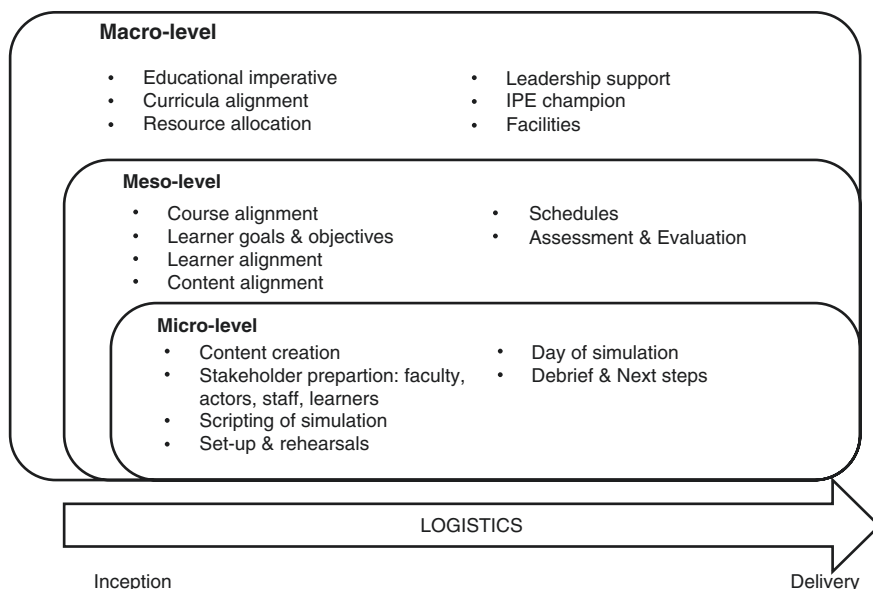 Macro-level
• Educational imperative
• Curricula alignment
• Resource allocation
• Leadership support
• IPE champion
• Facilities
Meso-level
• Course alignment
• Learner goals & objectives
• Learner alignment
• Content alignment
• Schedules
• Assessment & Evaluation
Micro-level
• Content creation
• Stakeholder prepartion: faculty,
actors, staff, learners
• Scripting of simulation
• Set-up & rehearsals
• Day of simulation
• Debrief & Next steps
LOGISTICS
Inception
Delivery